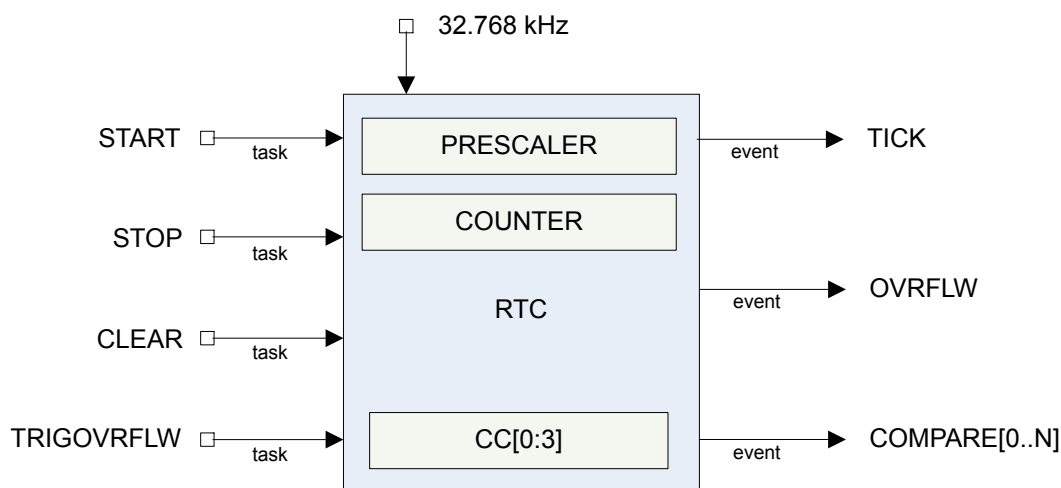 32.768 kHz
START
task
PRESCALER
event
TICK
STOP
task
COUNTER
RTC
event
OVRFLW
CLEAR
task
TRIGOVRFLW
task
CC[0:3]
event
COMPARE[0..N]